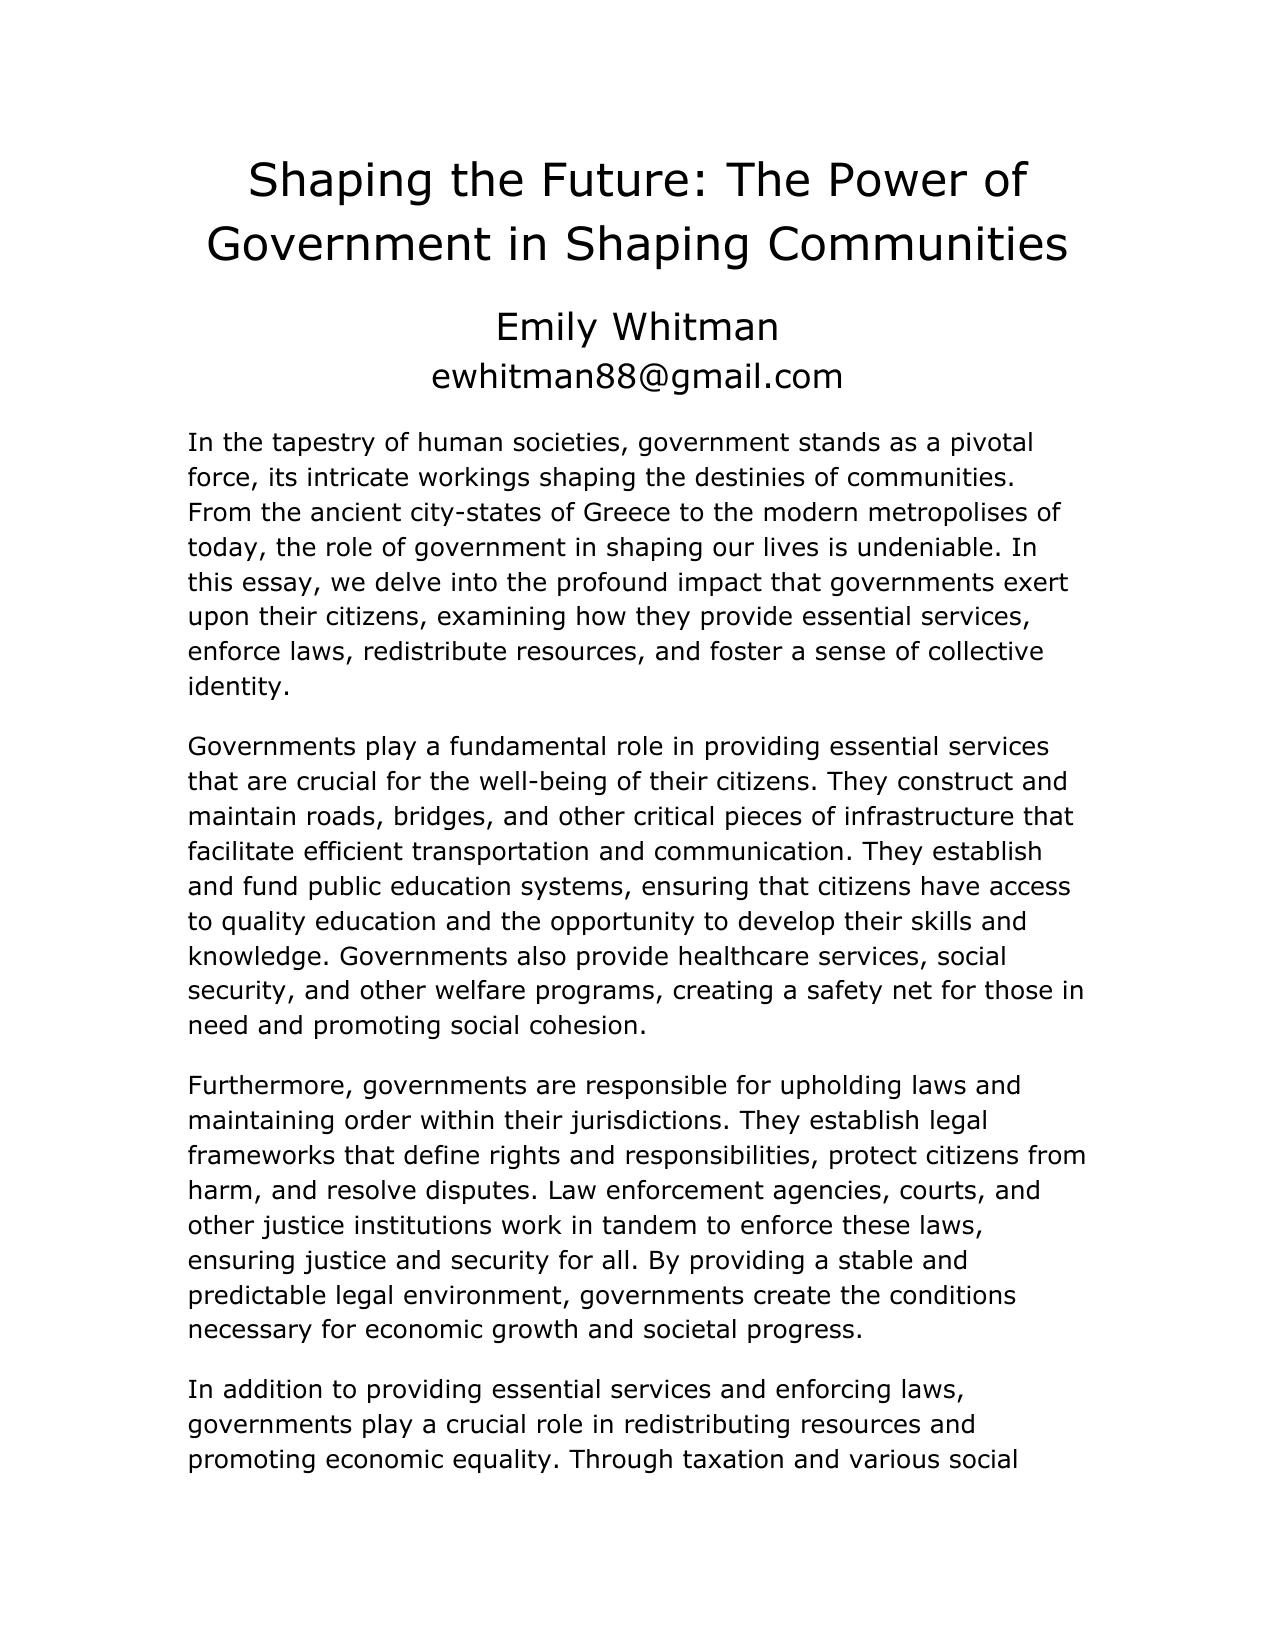 Shaping the Future: The Power of
Government in Shaping Communities
Emily Whitman
ewhitman88@gmail.com
In the tapestry of human societies, government stands as a pivotal
force, its intricate workings shaping the destinies of communities.
From the ancient city-states of Greece to the modern metropolises of
today, the role of government in shaping our lives is undeniable. In
this essay, we delve into the profound impact that governments exert
upon their citizens, examining how they provide essential services,
enforce laws, redistribute resources, and foster a sense of collective
identity.
Governments play a fundamental role in providing essential services
that are crucial for the well-being of their citizens. They construct and
maintain roads, bridges, and other critical pieces of infrastructure that
facilitate efficient transportation and communication. They establish
and fund public education systems, ensuring that citizens have access
to quality education and the opportunity to develop their skills and
knowledge. Governments also provide healthcare services, social
security, and other welfare programs, creating a safety net for those in
need and promoting social cohesion.
Furthermore, governments are responsible for upholding laws and
maintaining order within their jurisdictions. They establish legal
frameworks that define rights and responsibilities, protect citizens from
harm, and resolve disputes. Law enforcement agencies, courts, and
other justice institutions work in tandem to enforce these laws,
ensuring justice and security for all. By providing a stable and
predictable legal environment, governments create the conditions
necessary for economic growth and societal progress.
In addition to providing essential services and enforcing laws,
governments play a crucial role in redistributing resources and
promoting economic equality. Through taxation and various social